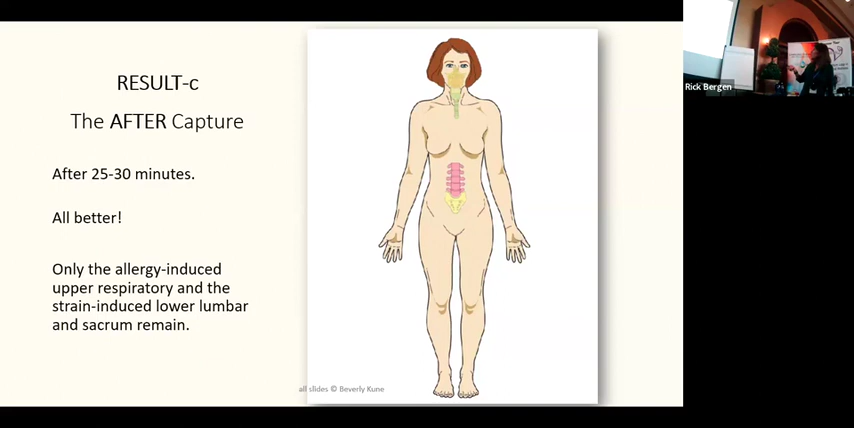 RESULT-c
The AFTER Capture
After 25-30 minutes.
All better!
Only the allergy-induced
upper respiratory and the
strain-induced lower lumbar
and sacrum remain.
all slides © Beverly Kune
Rick Bergen